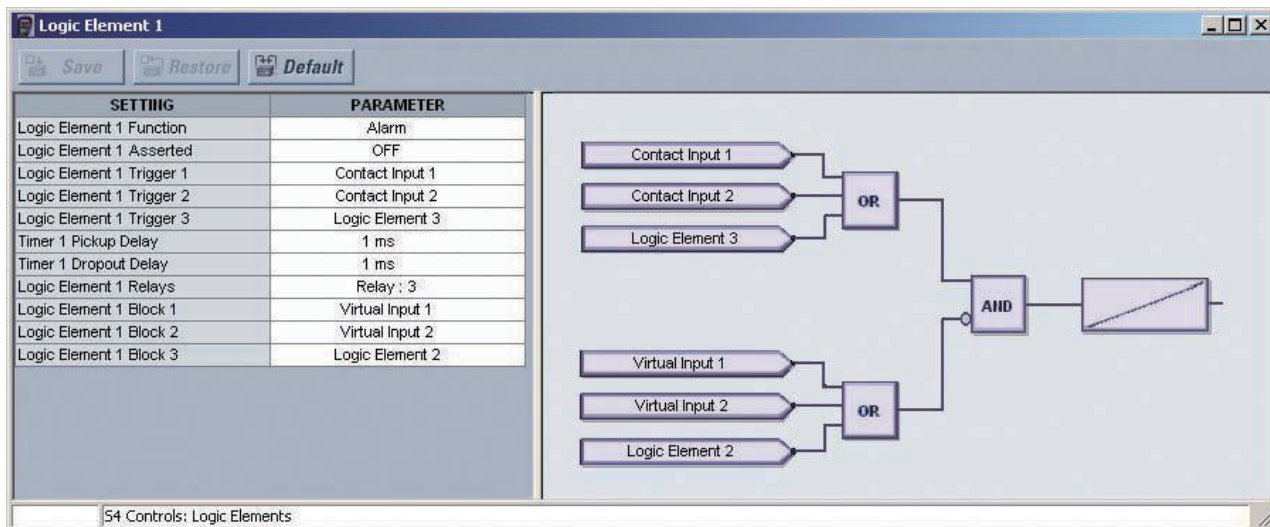 Logic Element 1
Save Restore Default
SETTING PARAMETER
Logic Element 1 Function Alarm
Logic Element 1 Asserted OFF
Logic Element 1 Trigger 1 Contact Input 1
Logic Element 1 Trigger 2 Contact Input 2
Logic Element 1 Trigger 3 Logic Element 3
Timer 1 Pickup Delay 1 ms
Timer 1 Dropout Delay 1 ms
Logic Element 1 Relays Relay : 3
Logic Element 1 Block 1 Virtual Input 1
Logic Element 1 Block 2 Virtual Input 2
Logic Element 1 Block 3 Logic Element 2
Contact Input 1
Contact Input 2
Logic Element 3
OR
AND
Virtual Input 1
Virtual Input 2
Logic Element 2
OR
S4 Controls: Logic Elements